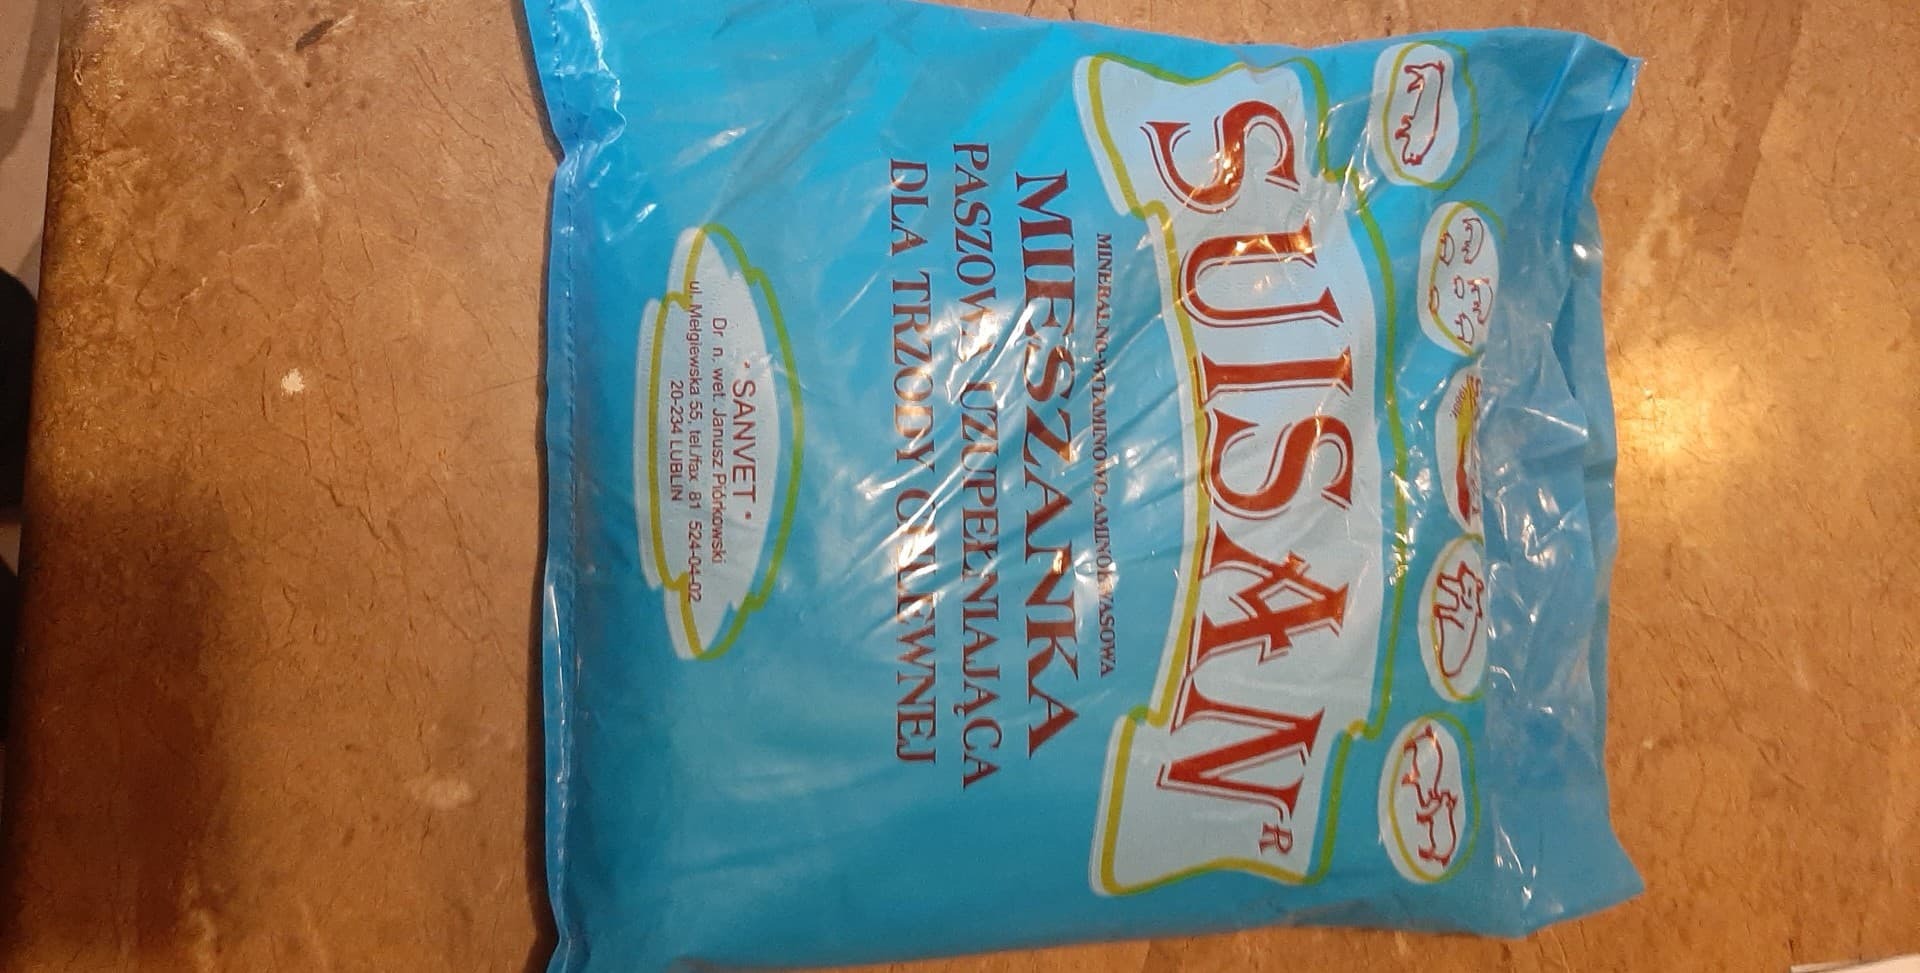 SUISAN R
MINERALNO-WITAMINOWO-AMINOKWASOWA
MIESZANKA
PASZOWA UZUPEŁNIAJĄCA
DLA TRZODY CHLEWNEJ
* SANVET *
Dr. n. wet. Janusz Piórkowski
ul. Mełgiewska 55, tel./fax 81 524-04-02
20-234 LUBLIN